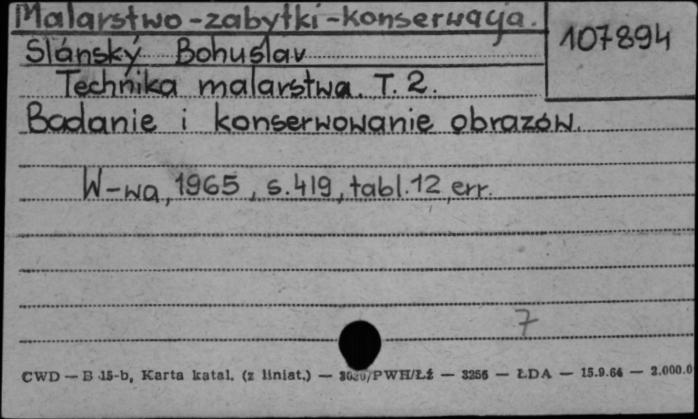 Malarstwo-zabytki-konserwacja.
107894
Slánský Bohuslav
Technika malarstwa. T. 2.
Badanie i konserwowanie obrazów.
W-wa, 1965, s. 419, tabl. 12, err.
7
CWD — B 15-b, Karta katal. (z liniat.) — /PWH/Łż — 3256 — ŁDA — 15.9.64 — 2.000.0